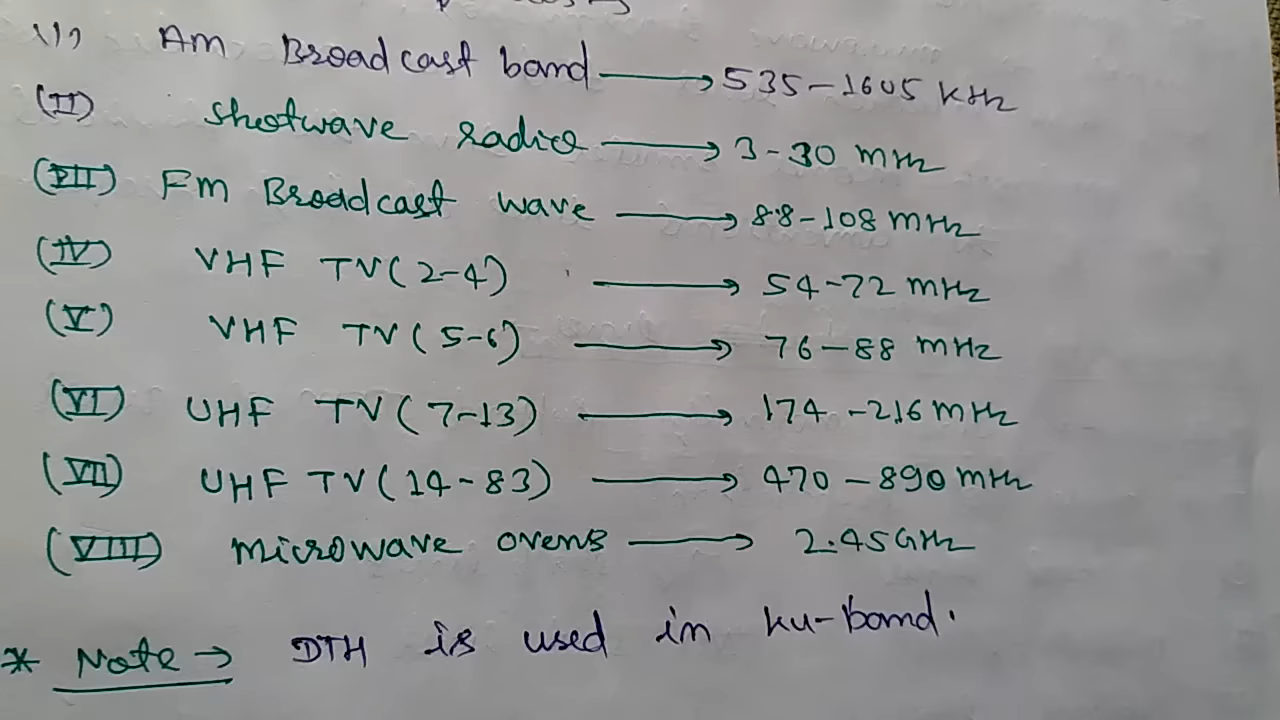 (I) Am Broadcast band → 535-1605 KHz
(II) shotwave radio → 3-30 mHz
(III) Fm Broadcast wave → 88-108 mHz
(IV) VHF TV(2-4) → 54-72 mHz
(V) VHF TV(5-6) → 76-88 mHz
(VI) UHF TV(7-13) → 174-216 mHz
(VII) UHF TV(14-83) → 470-890 mHz
(VIII) microwave ovens → 2.45GHz
* Note → DTH is used in ku-band.